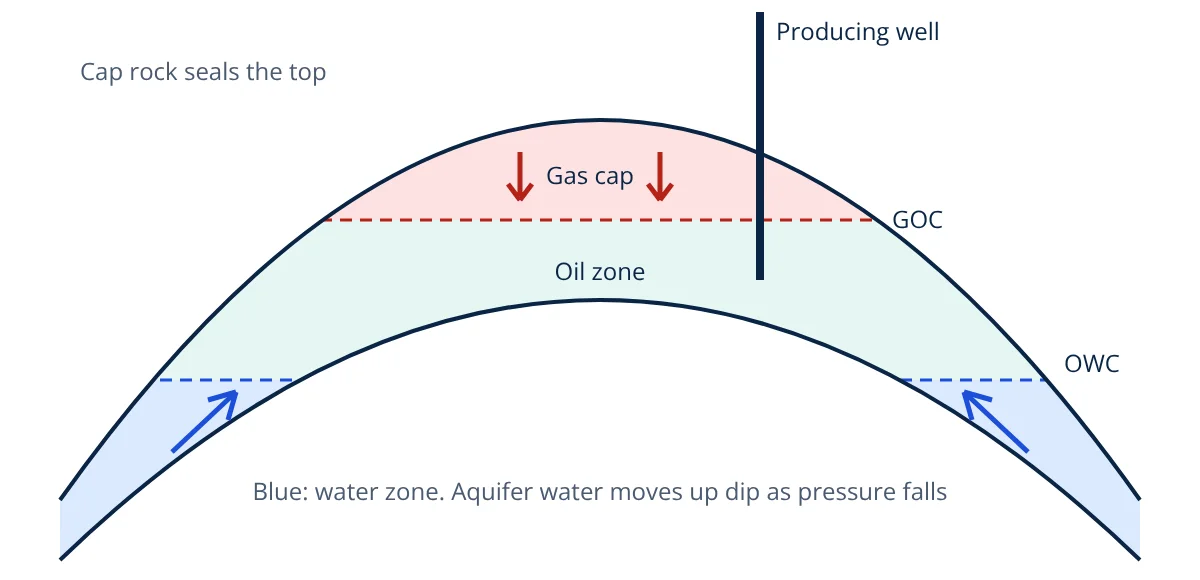 Producing well
Cap rock seals the top
Gas cap
GOC
Oil zone
OWC
Blue: water zone. Aquifer water moves up dip as pressure falls